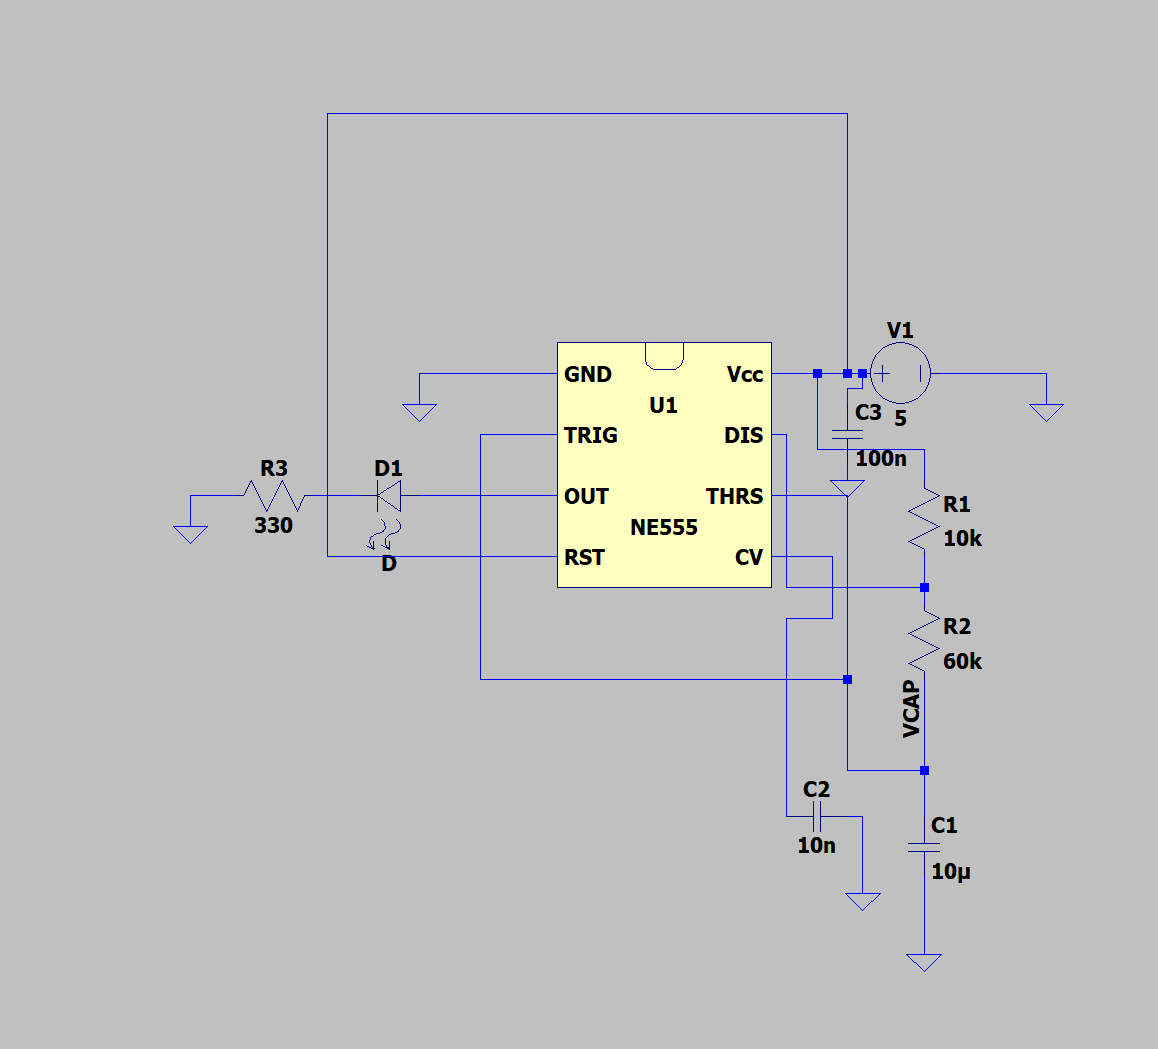 V1
GND
Vcc
U1
C3
5
TRIG
DIS
100n
R3
D1
OUT
THRS
R1
330
NE555
10k
RST
CV
D
R2
60k
VCAP
C2
C1
10n
10µ